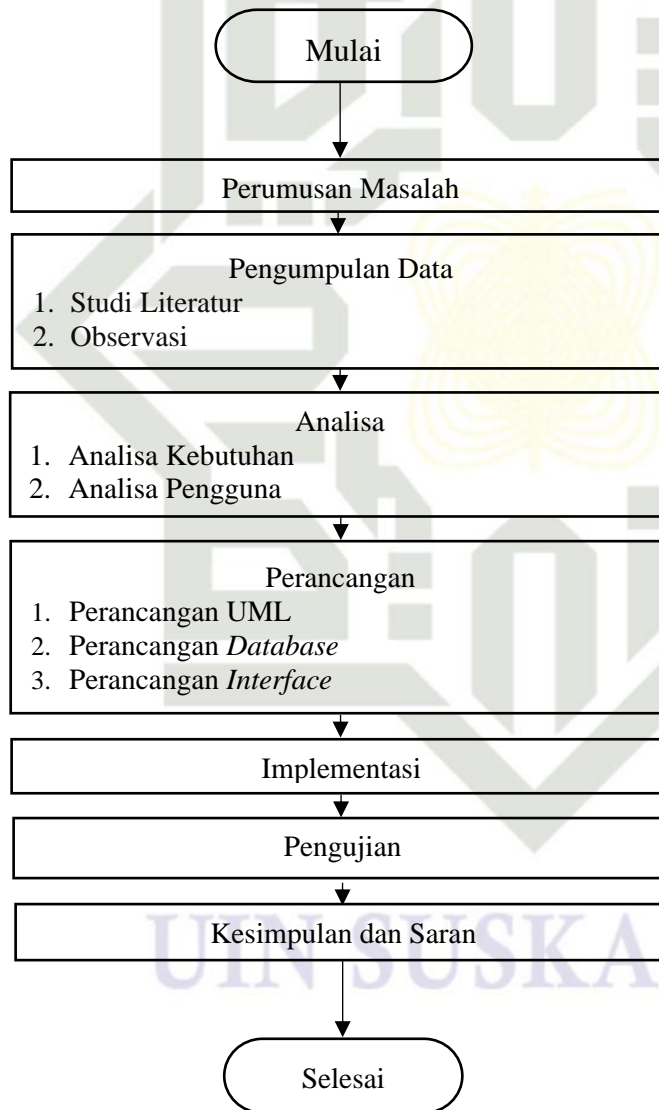 Mulai
Perumusan Masalah
Pengumpulan Data
1. Studi Literatur
2. Observasi
Analisa
1. Analisa Kebutuhan
2. Analisa Pengguna
Perancangan
1. Perancangan UML
2. Perancangan Database
3. Perancangan Interface
Implementasi
Pengujian
Kesimpulan dan Saran
UIN SUSKA
Selesai